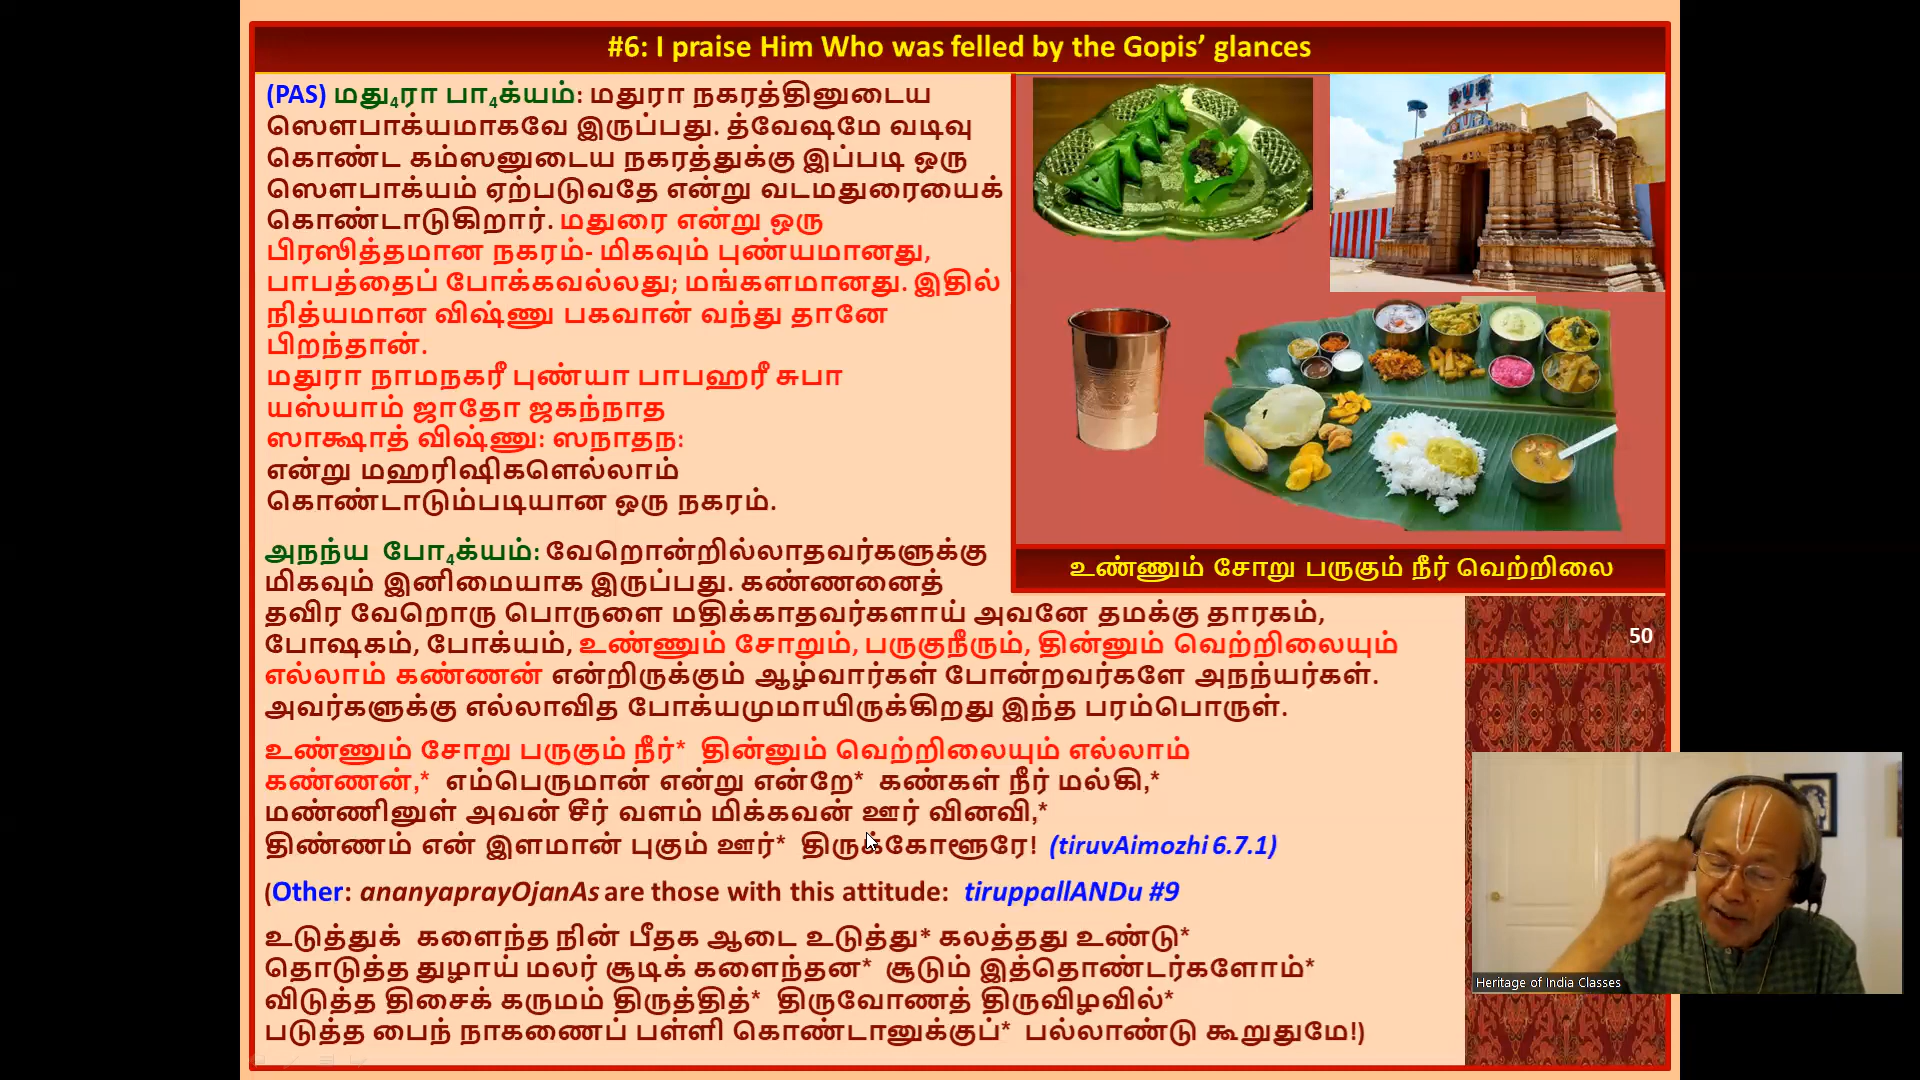 #6: I praise Him Who was felled by the Gopis’ glances
(PAS) மது₄ரா பா₄க்யம்: மதுரா நகரத்தினுடைய
ஸௌபாக்யமாகவே இருப்பது. த்வேஷமே வடிவு
கொண்ட கம்ஸனுடைய நகரத்துக்கு இப்படி ஒரு
ஸௌபாக்யம் ஏற்படுவதே என்று வடமதுரையைக்
கொண்டாடுகிறார். மதுரை என்று ஒரு
பிரஸித்தமான நகரம்- மிகவும் புண்யமானது,
பாபத்தைப் போக்கவல்லது; மங்களமானது. இதில்
நித்யமான விஷ்ணு பகவான் வந்து தானே
பிறந்தான்.
மதுரா நாமநகரீ புண்யா பாபஹரீ சுபா
யஸ்யாம் ஜாதோ ஜகந்நாத
ஸாக்ஷாத் விஷ்ணு: ஸநாதந:
என்று மஹரிஷிகளெல்லாம்
கொண்டாடும்படியான ஒரு நகரம்.
அநந்ய போ₄க்யம்: வேறொன்றில்லாதவர்களுக்கு
மிகவும் இனிமையாக இருப்பது. கண்ணனைத்
தவிர வேறொரு பொருளை மதிக்காதவர்களாய் அவனே தமக்கு தாரகம்,
போஷகம், போக்யம், உண்ணும் சோறும், பருகுநீரும், தின்னும் வெற்றிலையும்
எல்லாம் கண்ணன் என்றிருக்கும் ஆழ்வார்கள் போன்றவர்களே அநந்யர்கள்.
அவர்களுக்கு எல்லாவித போக்யமுமாயிருக்கிறது இந்த பரம்பொருள்.
உண்ணும் சோறு பருகும் நீர்* தின்னும் வெற்றிலையும் எல்லாம்
கண்ணன்,* எம்பெருமான் என்று என்றே* கண்கள் நீர் மல்கி,*
மண்ணினுள் அவன் சீர் வளம் மிக்கவன் ஊர் வினவி,*
திண்ணம் என் இளமான் புகும் ஊர்* திருக்கோளூரே! (tiruvAimozhi 6.7.1)
(Other: ananyaprayOjanAs are those with this attitude: tiruppallANDu #9
உடுத்துக் களைந்த நின் பீதக ஆடை உடுத்து* கலத்தது உண்டு*
தொடுத்த துழாய் மலர் சூடிக் களைந்தன* சூடும் இத்தொண்டர்களோம்*
விடுத்த திசைக் கருமம் திருத்தித்* திருவோணத் திருவிழவில்*
படுத்த பைந் நாகணைப் பள்ளி கொண்டானுக்குப்* பல்லாண்டு கூறுதுமே!)
உண்ணும் சோறு பருகும் நீர் வெற்றிலை
50
Heritage of India Classes